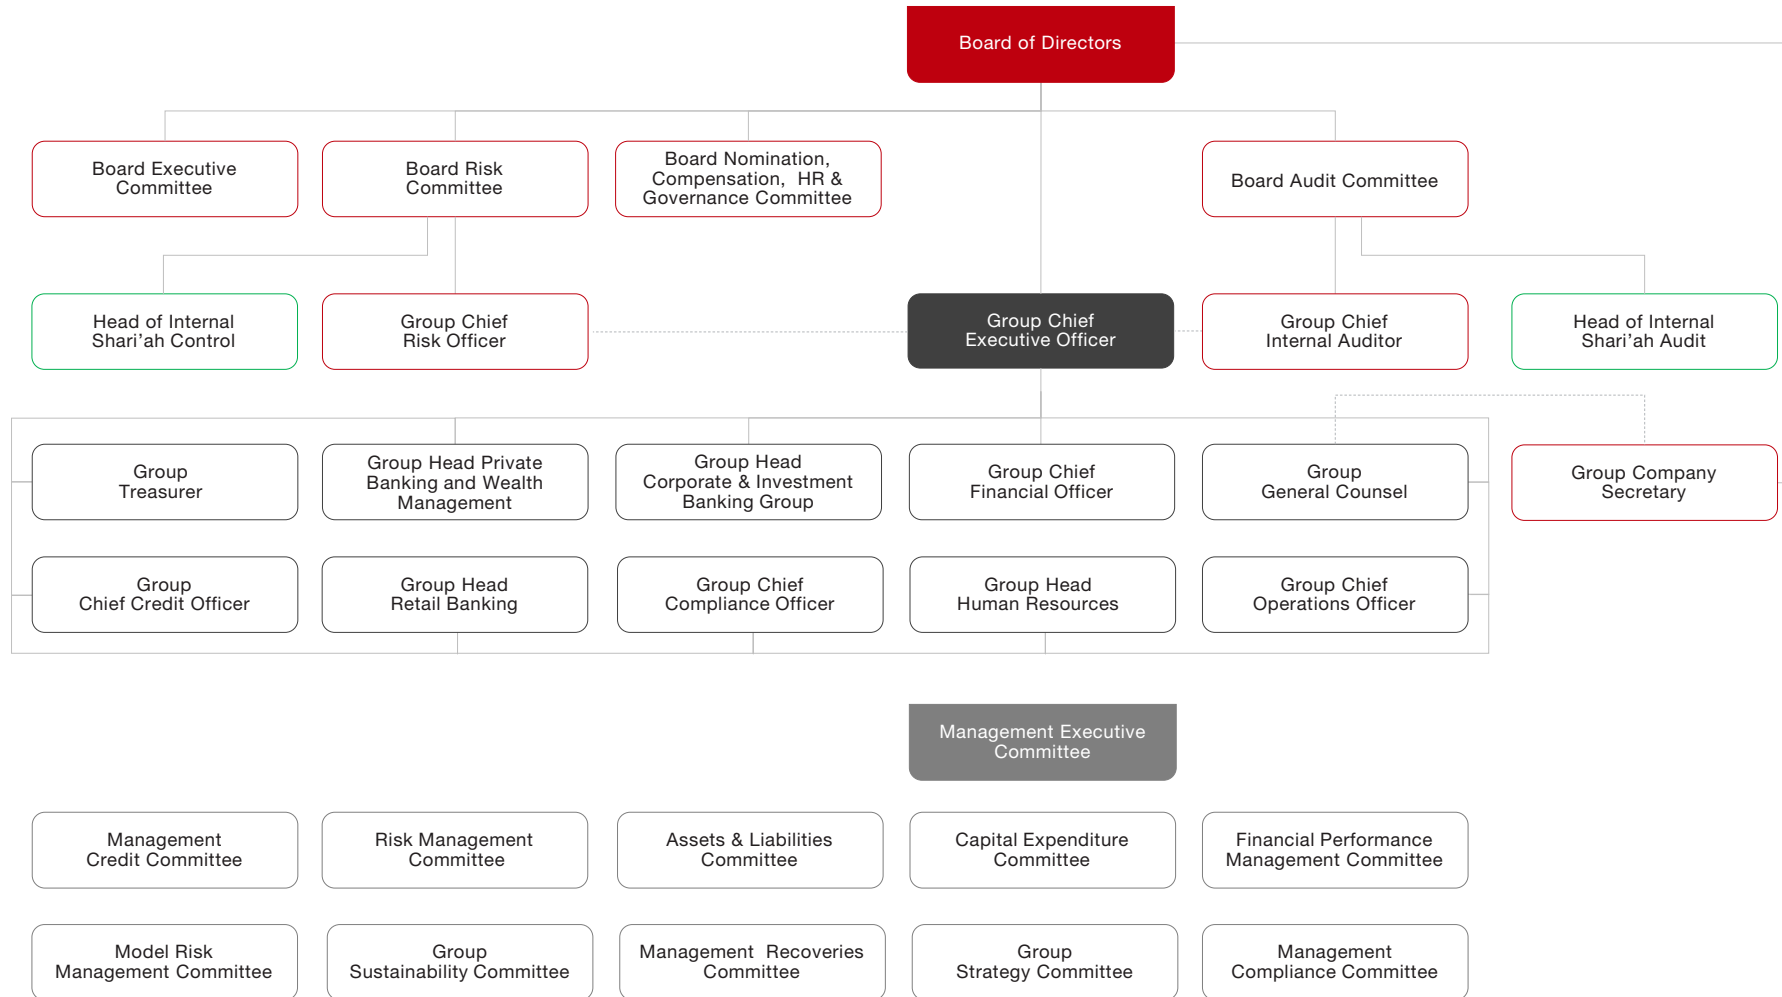 Board of Directors
Board Executive
Committee
Board Risk
Committee
Board Nomination,
Compensation, HR &
Governance Committee
Board Audit Committee
Head of Internal
Shari’ah Control
Group Chief
Risk Officer
Group Chief
Executive Officer
Group Chief
Internal Auditor
Head of Internal
Shari’ah Audit
Group
Treasurer
Group Head Private
Banking and Wealth
Management
Group Head
Corporate & Investment
Banking Group
Group Chief
Financial Officer
Group
General Counsel
Group Company
Secretary
Group
Chief Credit Officer
Group Head
Retail Banking
Group Chief
Compliance Officer
Group Head
Human Resources
Group Chief
Operations Officer
Management Executive
Committee
Management
Credit Committee
Risk Management
Committee
Assets & Liabilities
Committee
Capital Expenditure
Committee
Financial Performance
Management Committee
Model Risk
Management Committee
Group
Sustainability Committee
Management Recoveries
Committee
Group
Strategy Committee
Management
Compliance Committee